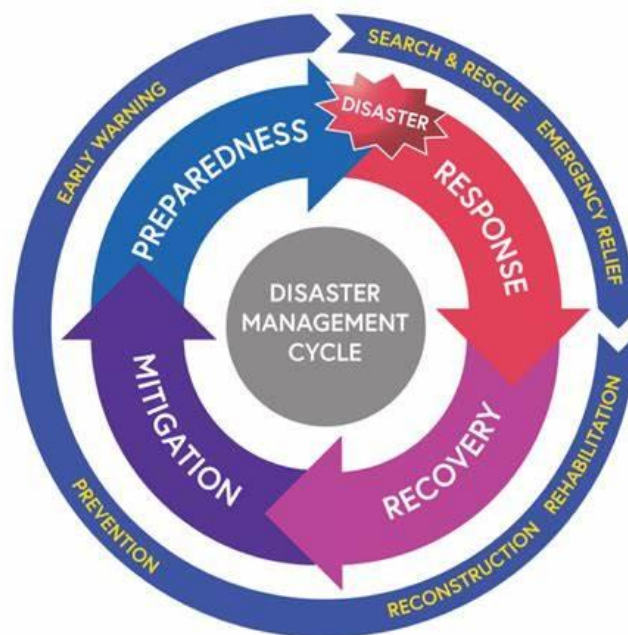 DISASTER
MANAGEMENT
CYCLE
DISASTER
PREPAREDNESS
RESPONSE
RECOVERY
MITIGATION
SEARCH & RESCUE
EMERGENCY RELIEF
REHABILITATION
RECONSTRUCTION
PREVENTION
EARLY WARNING